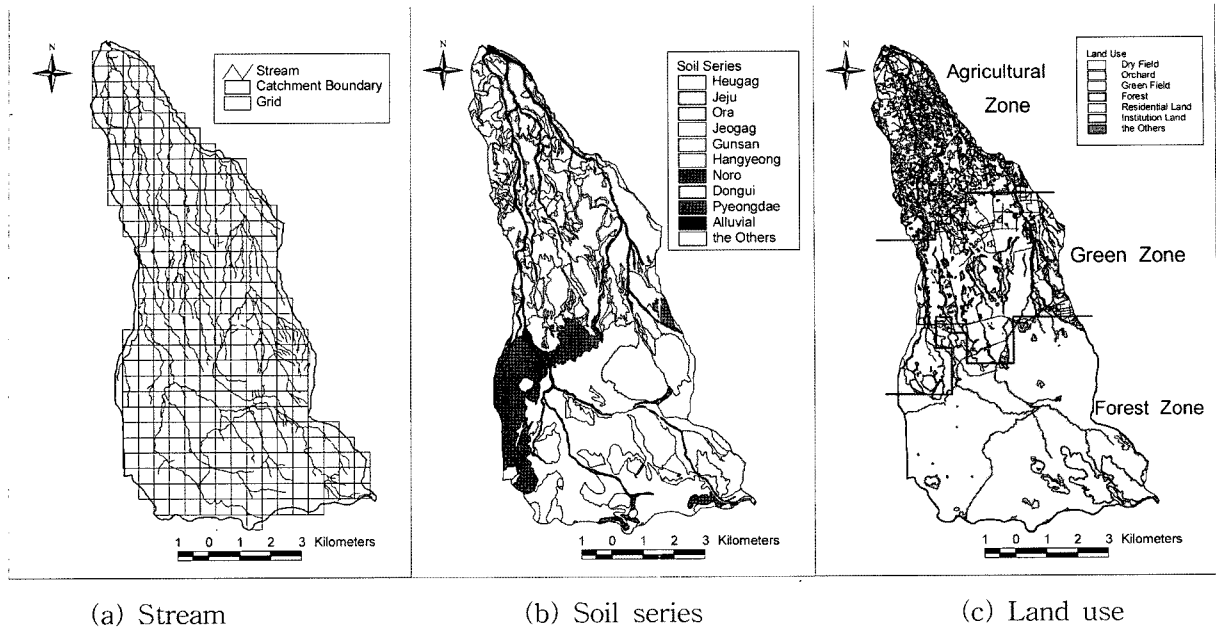 N
Stream
Catchment Boundary
Grid
1 0 1 2 3 Kilometers
(a) Stream
N
Soil Series
Heugag
Jeju
Ora
Jeogag
Gunsan
Hangyeong
Noro
Dongui
Pyeongdae
Alluvial
the Others
1 0 1 2 3 Kilometers
(b) Soil series
N
Land Use
Dry Field
Orchard
Green Field
Forest
Residential Land
Institution Land
the Others
Agricultural
Zone
Green Zone
Forest Zone
1 0 1 2 3 Kilometers
(c) Land use